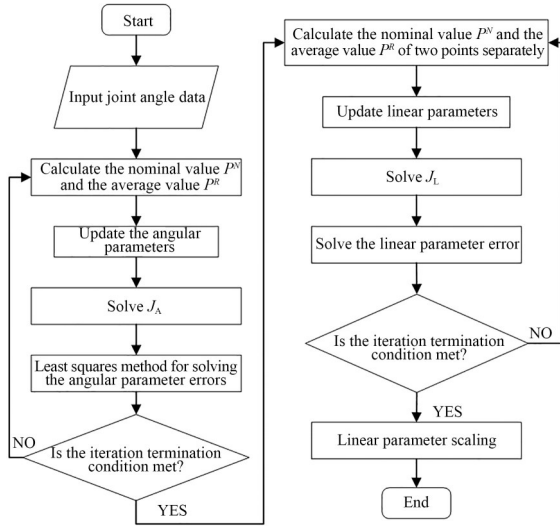 Start
Input joint angle data
Calculate the nominal value P^N
and the average value P^R
Update the angular
parameters
Solve J_A
Least squares method for solving
the angular parameter errors
NO
Is the iteration termination
condition met?
YES
Calculate the nominal value P^N and the
average value P^R of two points separately
Update linear parameters
Solve J_L
Solve the linear parameter error
Is the iteration termination
condition met?
NO
YES
Linear parameter scaling
End